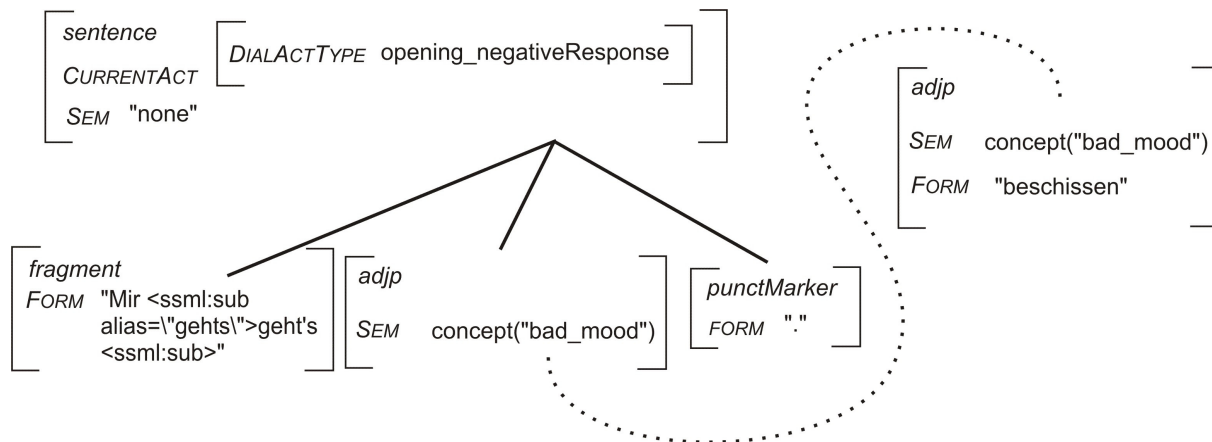 sentence
CURRENTACT
DIALACTTYPE opening_negativeResponse
SEM "none"
adjp
SEM concept("bad_mood")
FORM "beschissen"
fragment
FORM "Mir <ssml:sub
alias=\"gehts\">geht's
<ssml:sub>"
adjp
SEM concept("bad_mood")
punctMarker
FORM "."